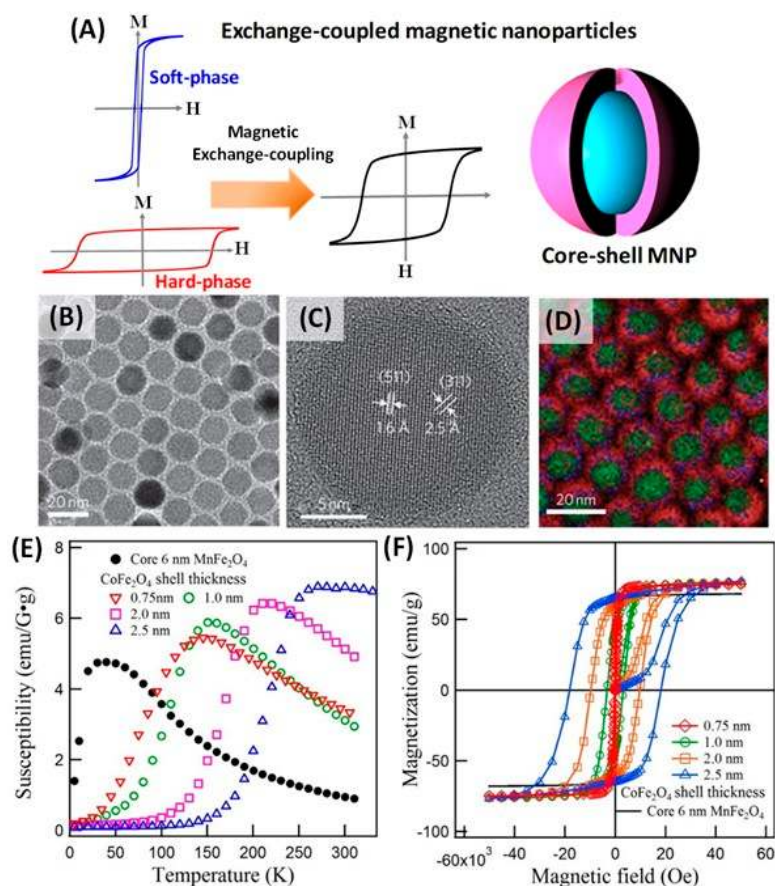 (A)
Exchange-coupled magnetic nanoparticles
M
Soft-phase
H
M
H
Hard-phase
Magnetic
Exchange-coupling
M
H
Core-shell MNP
(B)
20 nm
(C)
(511)
1.6 Å
(311)
2.5 Å
5 nm
(D)
20 nm
(E)
Susceptibility (emu/G•g)
8
6
4
2
0
Core 6 nm MnFe₂O₄
CoFe₂O₄ shell thickness
0.75nm 1.0 nm
2.0 nm
2.5 nm
0 50 100 150 200 250 300
Temperature (K)
(F)
Magnetization (emu/g)
100
50
0
-50
-100
0.75 nm
1.0 nm
2.0 nm
2.5 nm
CoFe₂O₄ shell thickness
Core 6 nm MnFe₂O₄
-60x10³ -40 -20 0 20 40 60
Magnetic field (Oe)